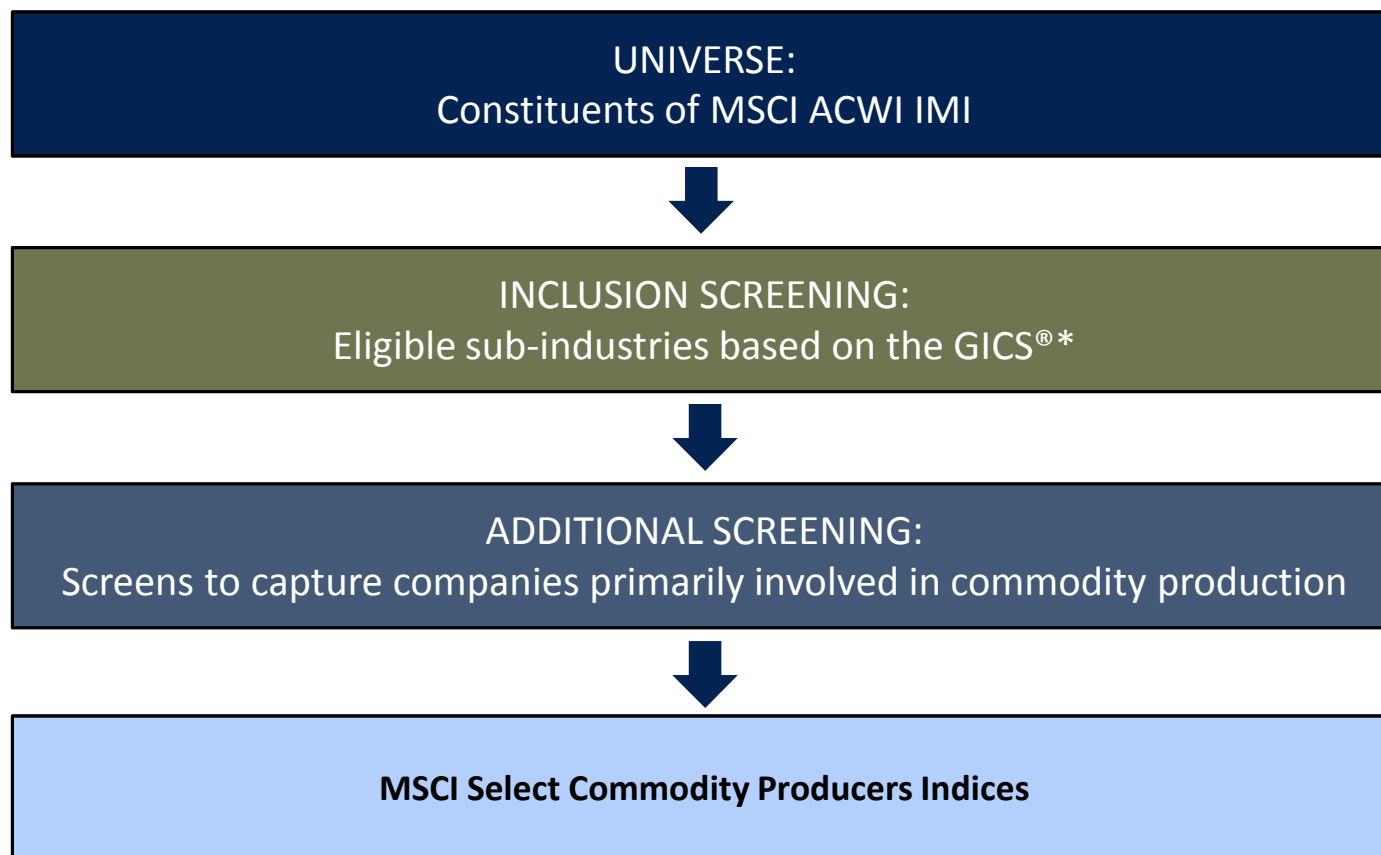 UNIVERSE:
Constituents of MSCI ACWI IMI
INCLUSION SCREENING:
Eligible sub-industries based on the GICS®*
ADDITIONAL SCREENING:
Screens to capture companies primarily involved in commodity production
MSCI Select Commodity Producers Indices